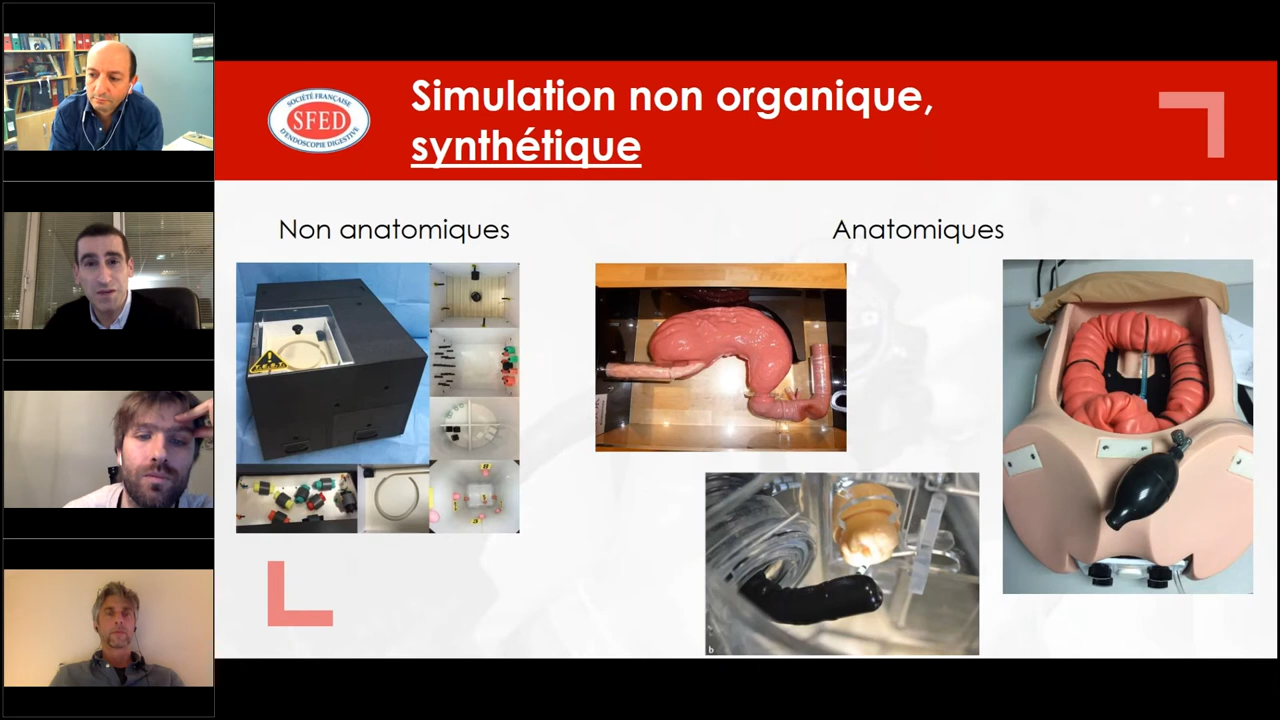 SOCIÉTÉ FRANÇAISE
SFED
D'ENDOSCOPIE DIGESTIVE
Simulation non organique,
synthétique
Non anatomiques
Anatomiques
b